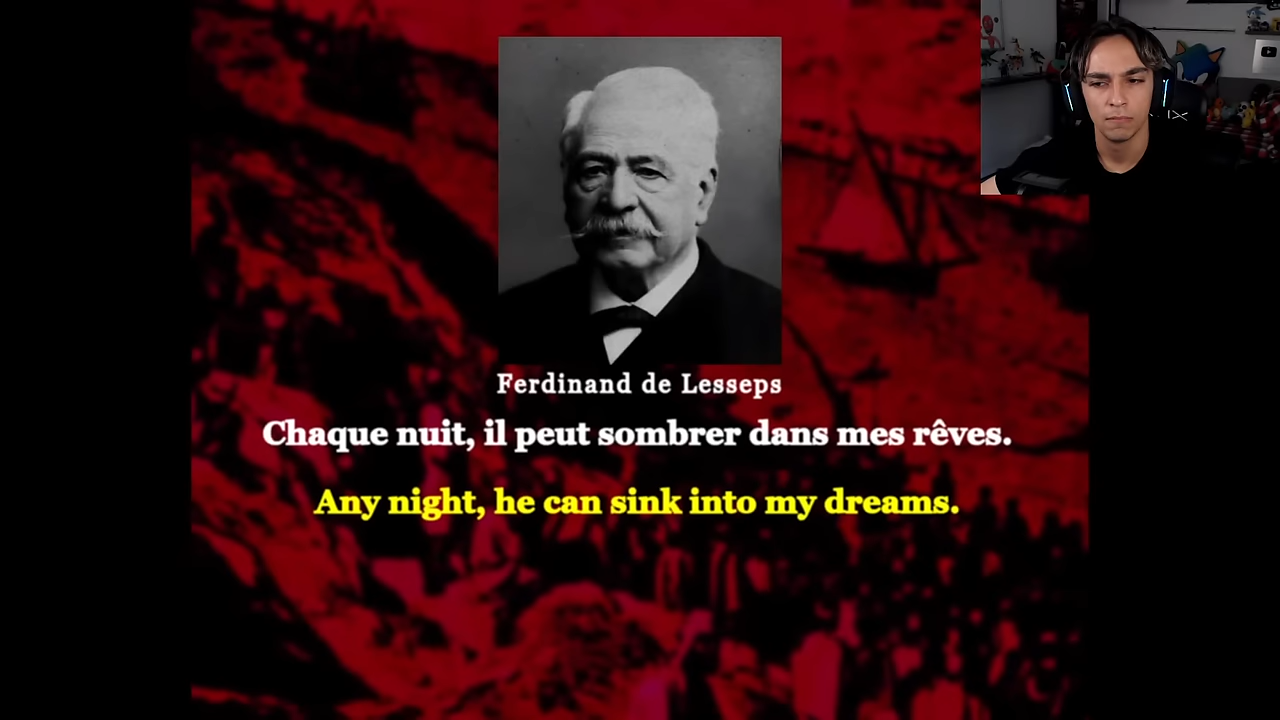 Ferdinand de Lesseps
Chaque nuit, il peut sombrer dans mes rêves.
Any night, he can sink into my dreams.